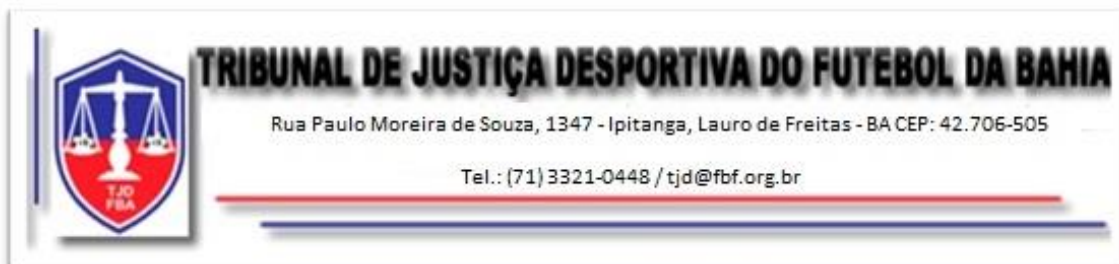 TRIBUNAL DE JUSTIÇA DESPORTIVA DO FUTEBOL DA BAHIA
Rua Paulo Moreira de Souza, 1347 - Ipitanga, Lauro de Freitas - BA CEP: 42.706-505
Tel.: (71) 3321-0448 / tjd@fbf.org.br
TJD
FBA